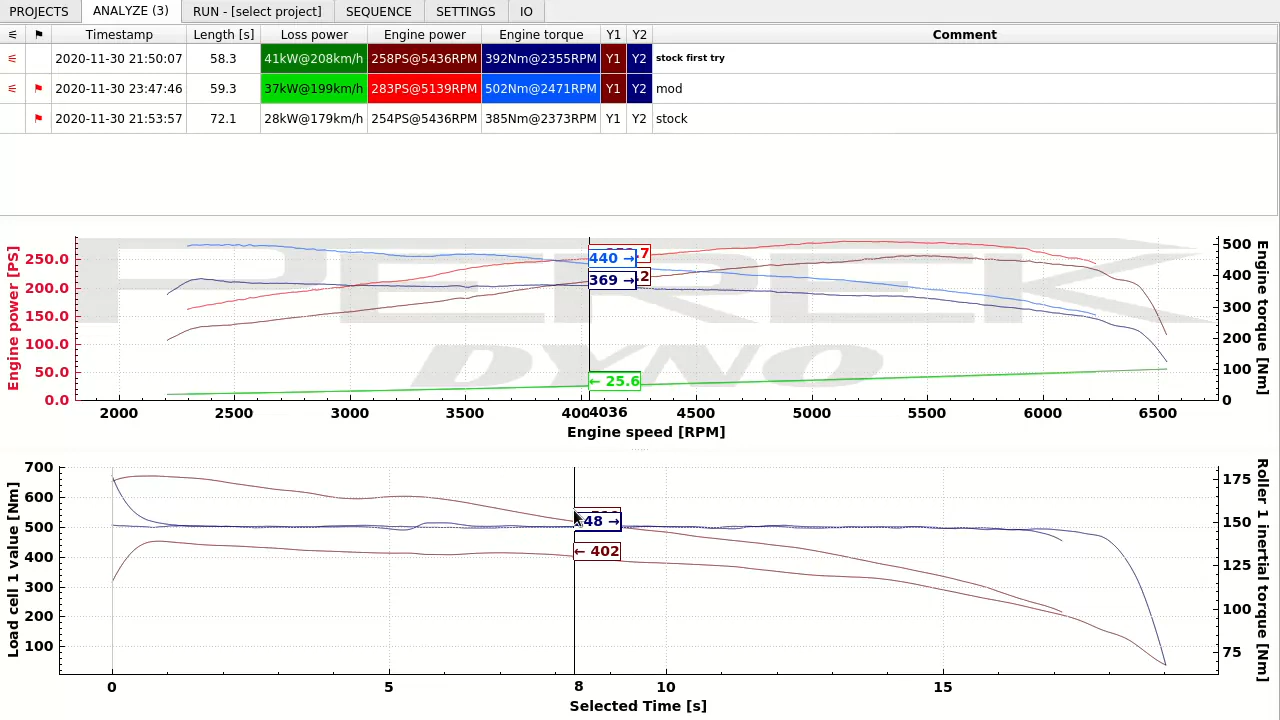 PROJECTS ANALYZE (3) RUN - [select project] SEQUENCE SETTINGS IO
Timestamp Length [s] Loss power Engine power Engine torque Y1 Y2 Comment
2020-11-30 21:50:07 58.3 41kW@208km/h 258PS@5436RPM 392Nm@2355RPM Y1 Y2 stock first try
2020-11-30 23:47:46 59.3 37kW@199km/h 283PS@5139RPM 502Nm@2471RPM Y1 Y2 mod
2020-11-30 21:53:57 72.1 28kW@179km/h 254PS@5436RPM 385Nm@2373RPM Y1 Y2 stock
PEREK
DYNO
Engine power [PS]
250.0
200.0
150.0
100.0
50.0
0.0
440 →
369 →
← 25.6
500
400
300
200
100
0
Engine torque [Nm]
2000 2500 3000 3500 4036 4500 5000 5500 6000 6500
Engine speed [RPM]
Load cell 1 value [Nm]
700
600
500
400
300
200
100
48 →
← 402
175
150
125
100
75
Roller 1 inertial torque [Nm]
0 5 8 10 15
Selected Time [s]